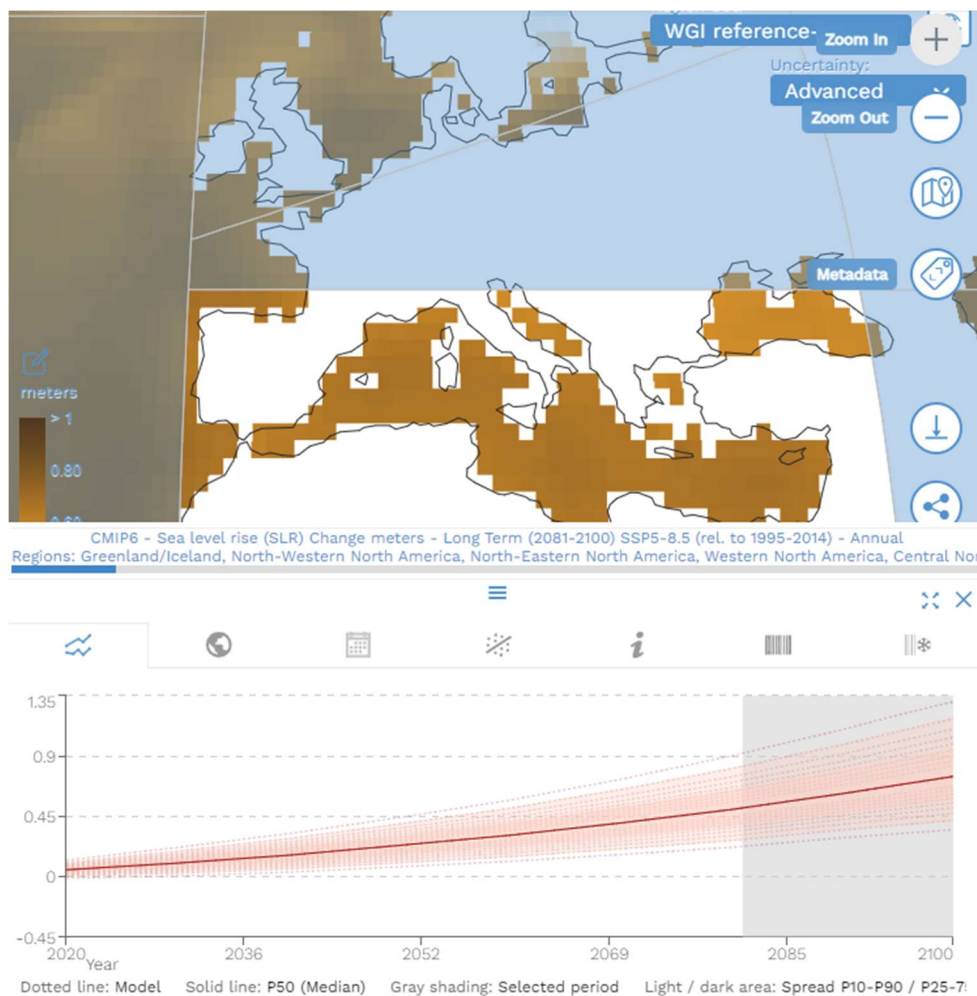 WGI reference-
Zoom In
Uncertainty:
Advanced
Zoom Out
Metadata
meters
> 1
0.80
CMIP6 - Sea level rise (SLR) Change meters - Long Term (2081-2100) SSP5-8.5 (rel. to 1995-2014) - Annual
Regions: Greenland/Iceland, North-Western North America, North-Eastern North America, Western North America, Central No
1.35
0.9
0.45
0
-0.45
2020 2036 2052 2069 2085 2100
Year
Dotted line: Model Solid line: P50 (Median) Gray shading: Selected period Light / dark area: Spread P10-P90 / P25-7